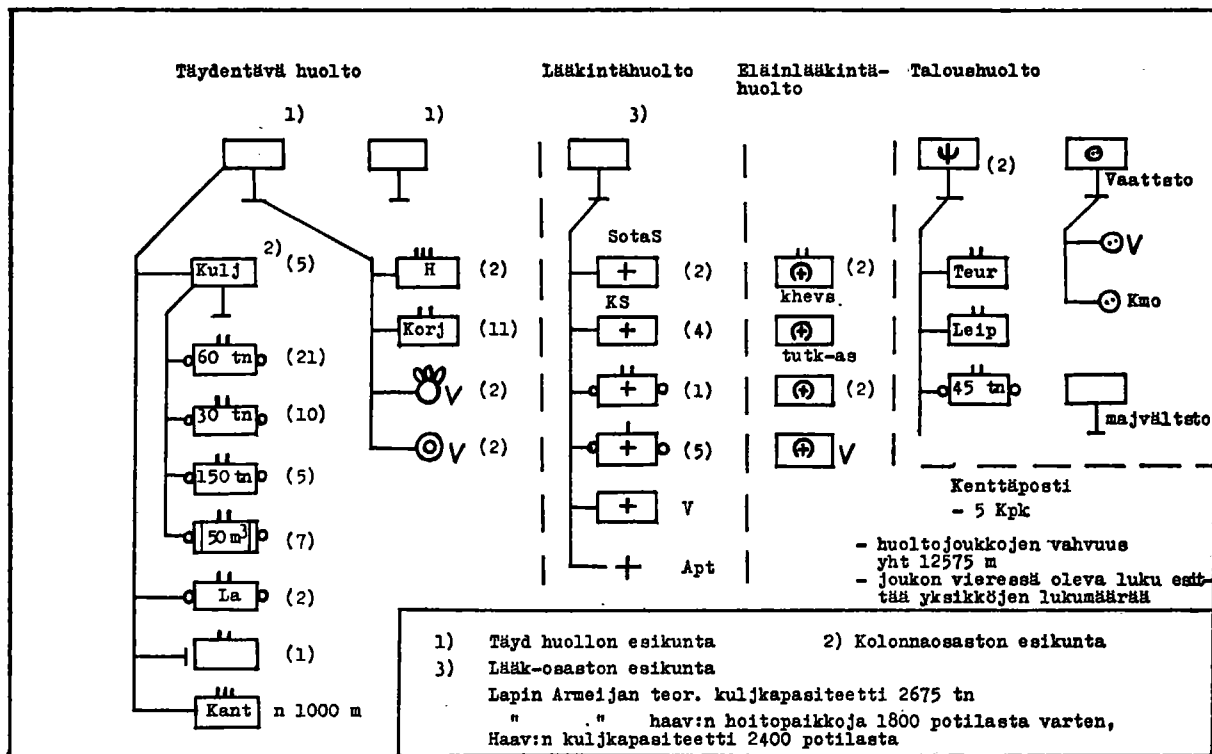 Täydentävä huolto
Lääkintähuolto
Eläinlääkintä-
huolto
Taloushuolto
1)
1)
3)
(2)
Vaattsto
2)
Kulj (5)
60 tn (21)
30 tn (10)
150 tn (5)
50 m³ (7)
La (2)
(1)
Kant n 1000 m
H (2)
Korj (11)
V (2)
V (2)
SotaS
(2)
KS
(4)
(1)
(5)
V
Apt
(2)
khevs.
tutk-as
(2)
V
Teur
Leip
45 tn
V
Kmo
majvältsto
Kenttäposti
- 5 Kpk
- huoltojoukkojen vahvuus
yht 12575 m
- joukon vieressä oleva luku esit-
tää yksikköjen lukumäärää
1) Täyd huollon esikunta 2) Kolonnaosaston esikunta
3) Lääk-osaston esikunta
Lapin Armeijan teor. kuljkapasiteetti 2675 tn
" ." haav:n hoitopaikkoja 1800 potilasta varten,
Haav:n kuljkapasiteetti 2400 potilasta